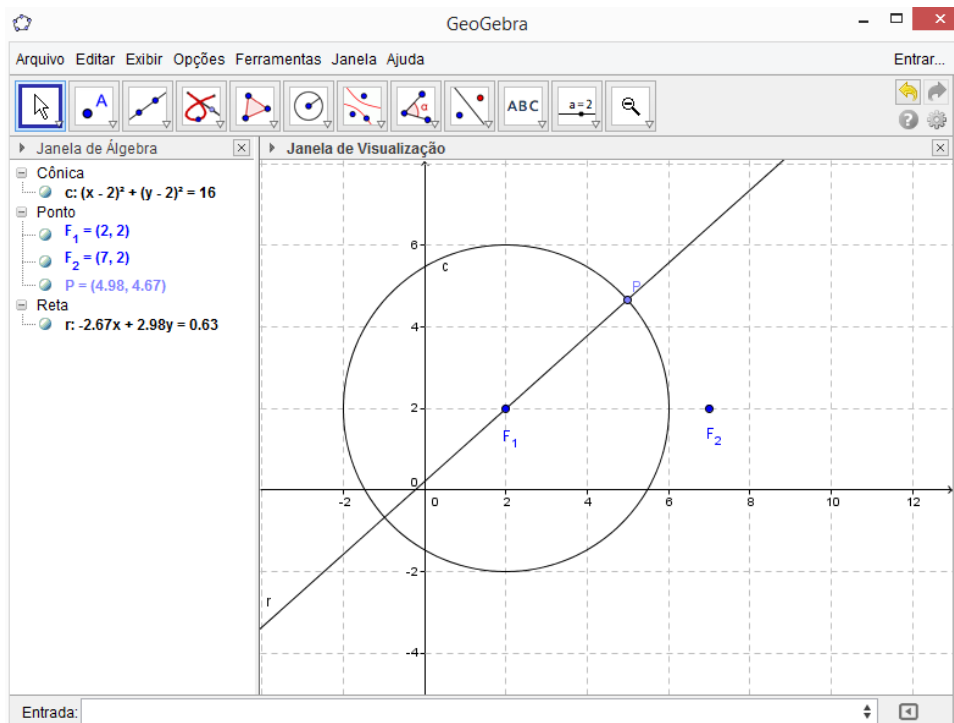 GeoGebra
Arquivo Editar Exibir Opções Ferramentas Janela Ajuda
Entrar...
A
α
ABC
a=2
Janela de Álgebra
Cônica
c: (x - 2)² + (y - 2)² = 16
Ponto
F₁ = (2, 2)
F₂ = (7, 2)
P = (4.98, 4.67)
Reta
r: -2.67x + 2.98y = 0.63
Janela de Visualização
6
c
P
4
2
F₁
F₂
0
-2 0 2 4 6 8 10 12
-2
r
-4
Entrada: